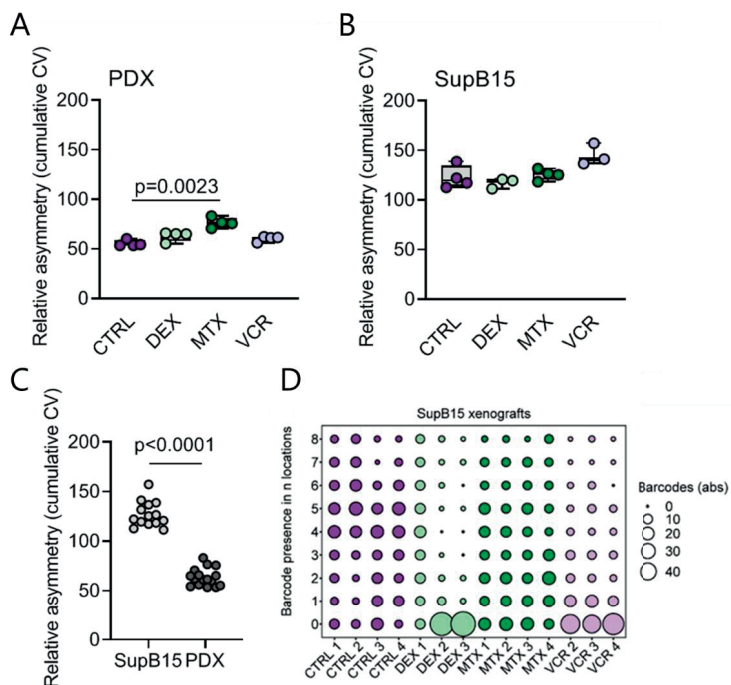 A
PDX
Relative asymmetry (cumulative CV)
200
150
100
50
0
p=0.0023
CTRL
DEX
MTX
VCR
B
SupB15
Relative asymmetry (cumulative CV)
200
150
100
50
0
CTRL
DEX
MTX
VCR
C
Relative asymmetry (cumulative CV)
200
150
100
50
0
p<0.0001
SupB15 PDX
D
SupB15 xenografts
Barcode presence in n locations
8
7
6
5
4
3
2
1
0
CTRL 1
CTRL 2
CTRL 3
CTRL 4
DEX 1
DEX 2
DEX 3
MTX 1
MTX 2
MTX 3
MTX 4
VCR 2
VCR 3
VCR 4
Barcodes (abs)
0
10
20
30
40